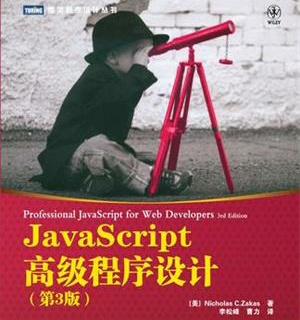 TURING 图灵程序设计丛书
WILEY
Professional JavaScript for Web Developers 3rd Edition
JavaScript
高级程序设计
（第3版）
[美] Nicholas C.Zakas 著
李松峰 曹力 译